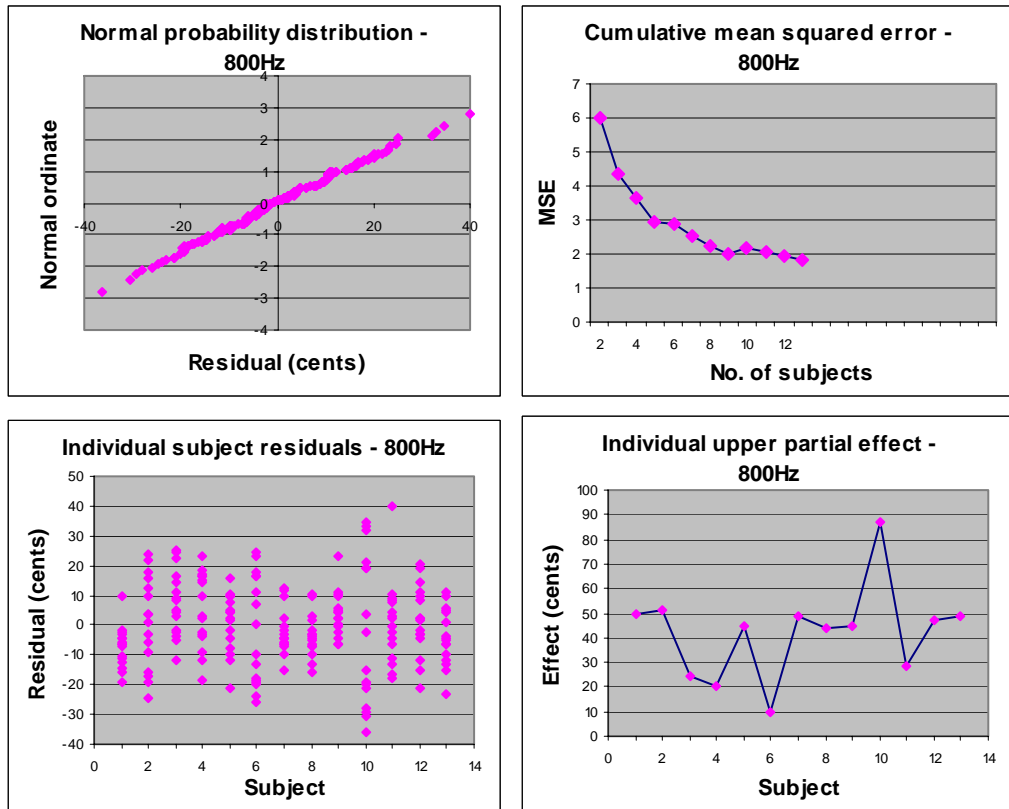 Normal probability distribution -
800Hz
4
3
2
1
0
-1
-2
-3
-4
-40
-20
0
20
40
Normal ordinate
Residual (cents)
Cumulative mean squared error -
800Hz
7
6
5
4
3
2
1
0
2 4 6 8 10 12
MSE
No. of subjects
Individual subject residuals - 800Hz
50
40
30
20
10
0
-10
-20
-30
-40
0 2 4 6 8 10 12 14
Residual (cents)
Subject
Individual upper partial effect -
800Hz
100
90
80
70
60
50
40
30
20
10
0
0 2 4 6 8 10 12 14
Effect (cents)
Subject